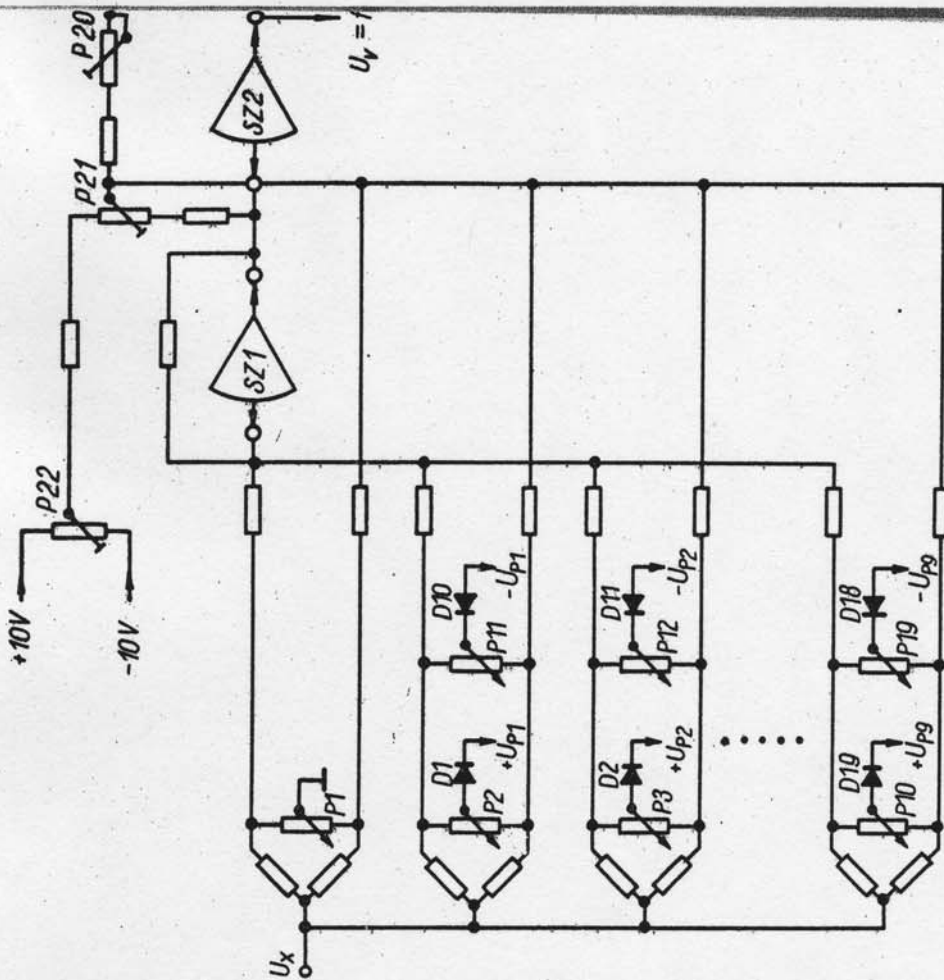 +10V
-10V
P22
P21
P20
SZ1
SZ2
U_v = f
U_x
P1
D1
P2
+U_P1
D10
P11
-U_P1
D2
P3
+U_P2
D11
P12
-U_P2
.....
D19
P10
+U_P9
D18
P19
-U_P9